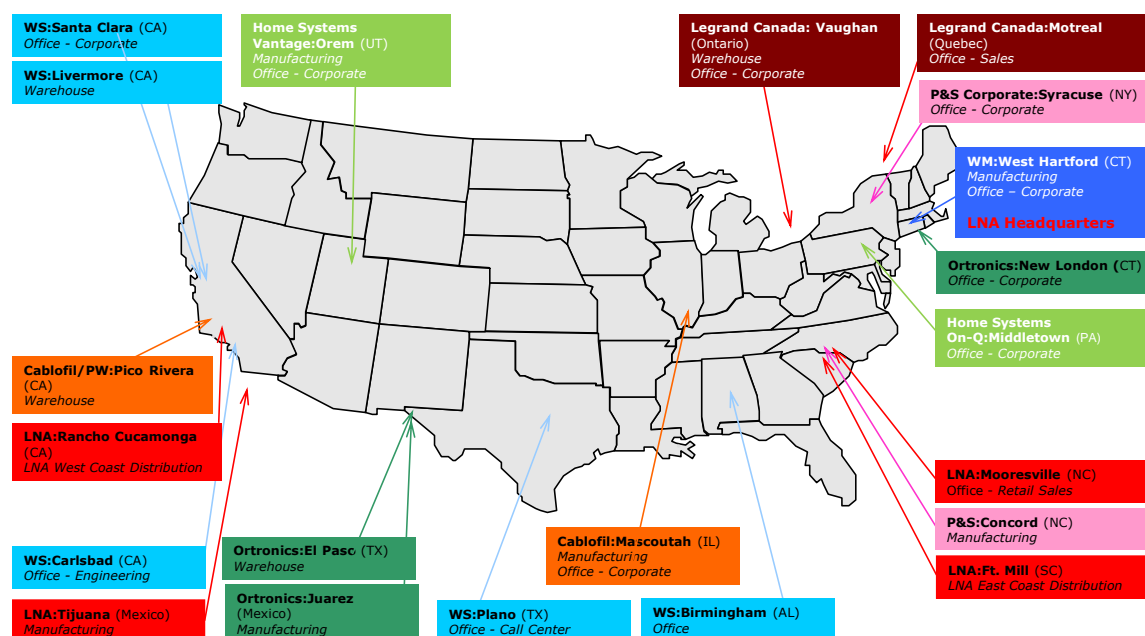 WS:Santa Clara (CA)
Office - Corporate
WS:Livermore (CA)
Warehouse
Home Systems
Vantage:Orem (UT)
Manufacturing
Office - Corporate
Legrand Canada: Vaughan
(Ontario)
Warehouse
Office - Corporate
Legrand Canada:Motreal
(Quebec)
Office - Sales
P&S Corporate:Syracuse (NY)
Office - Corporate
WM:West Hartford (CT)
Manufacturing
Office – Corporate
LNA Headquarters
Ortronics:New London (CT)
Office - Corporate
Home Systems
On-Q:Middletown (PA)
Office - Corporate
Cablofil/PW:Pico Rivera
(CA)
Warehouse
LNA:Rancho Cucamonga
(CA)
LNA West Coast Distribution
WS:Carlsbad (CA)
Office - Engineering
LNA:Tijuana (Mexico)
Manufacturing
Ortronics:El Paso (TX)
Warehouse
Ortronics:Juarez
(Mexico)
Manufacturing
WS:Plano (TX)
Office - Call Center
Cablofil:Mascoutah (IL)
Manufacturing
Office - Corporate
WS:Birmingham (AL)
Office
LNA:Mooresville (NC)
Office - Retail Sales
P&S:Concord (NC)
Manufacturing
LNA:Ft. Mill (SC)
LNA East Coast Distribution